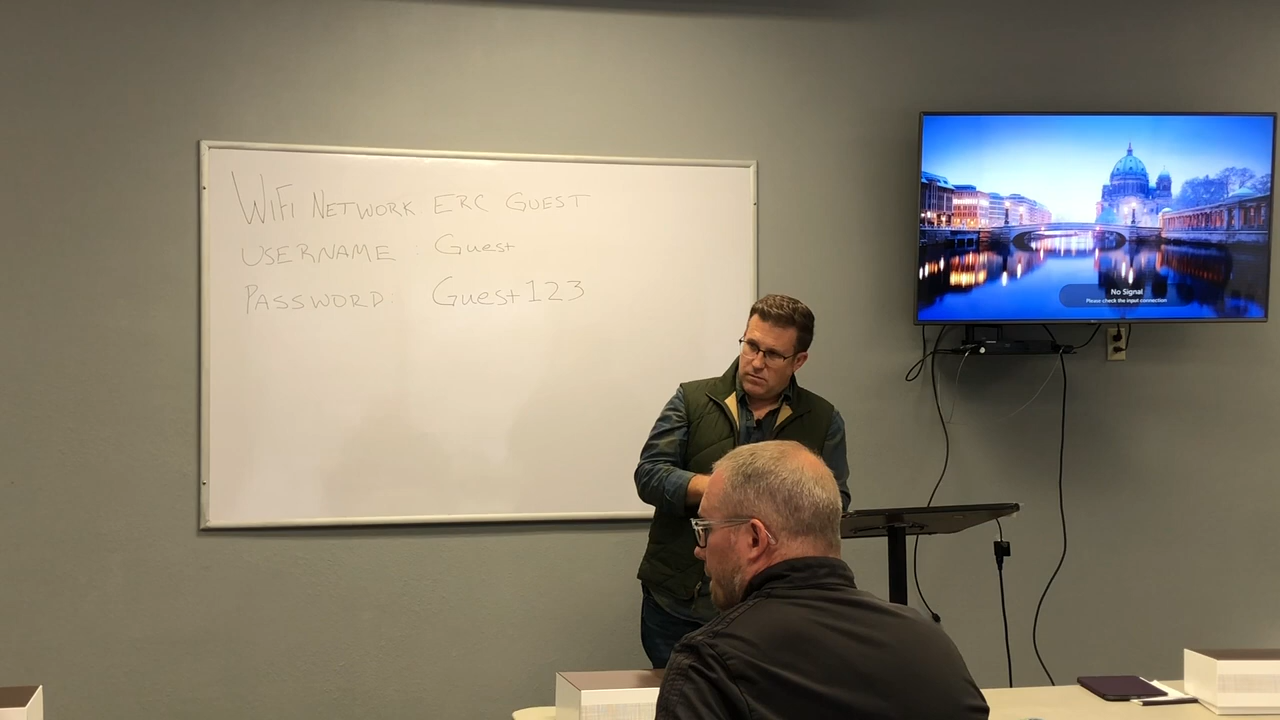 WIFI NETWORK ERC GUEST
USERNAME : Guest
PASSWORD : Guest123
No Signal
Please check the input connection